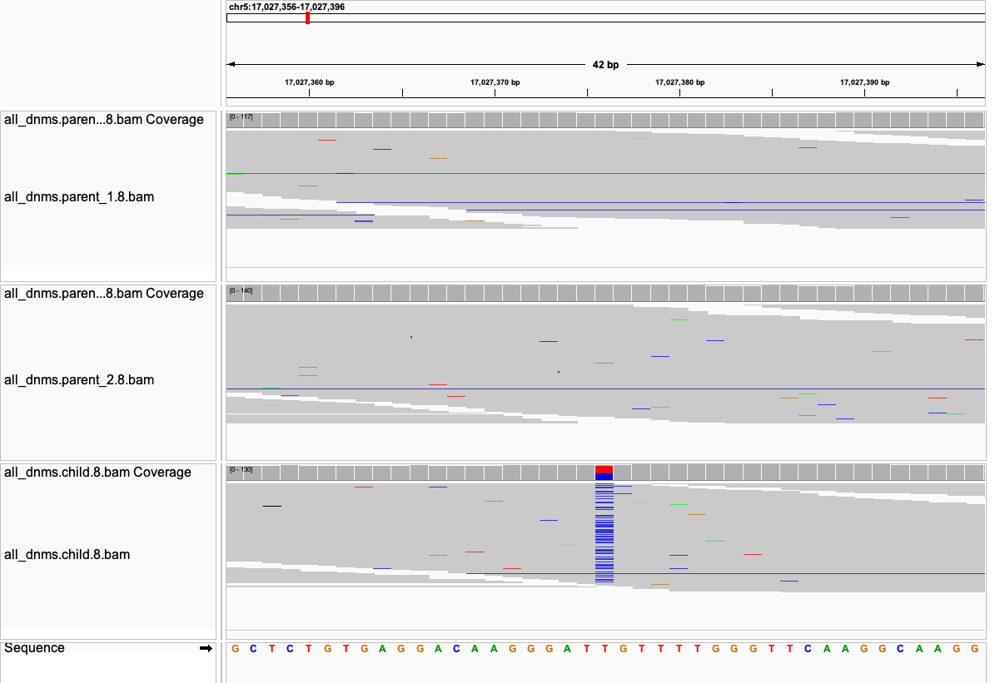 chr5:17,027,356-17,027,396
42 bp
17,027,360 bp 17,027,370 bp 17,027,380 bp 17,027,390 bp
all_dnms.paren...8.bam Coverage
[0 - 117]
all_dnms.parent_1.8.bam
all_dnms.paren...8.bam Coverage
[0 - 140]
all_dnms.parent_2.8.bam
all_dnms.child.8.bam Coverage
[0 - 130]
all_dnms.child.8.bam
Sequence G C T C T G T G A G G A C A A G G G A T T G T T T T G G G T T C A A G G C A A G G